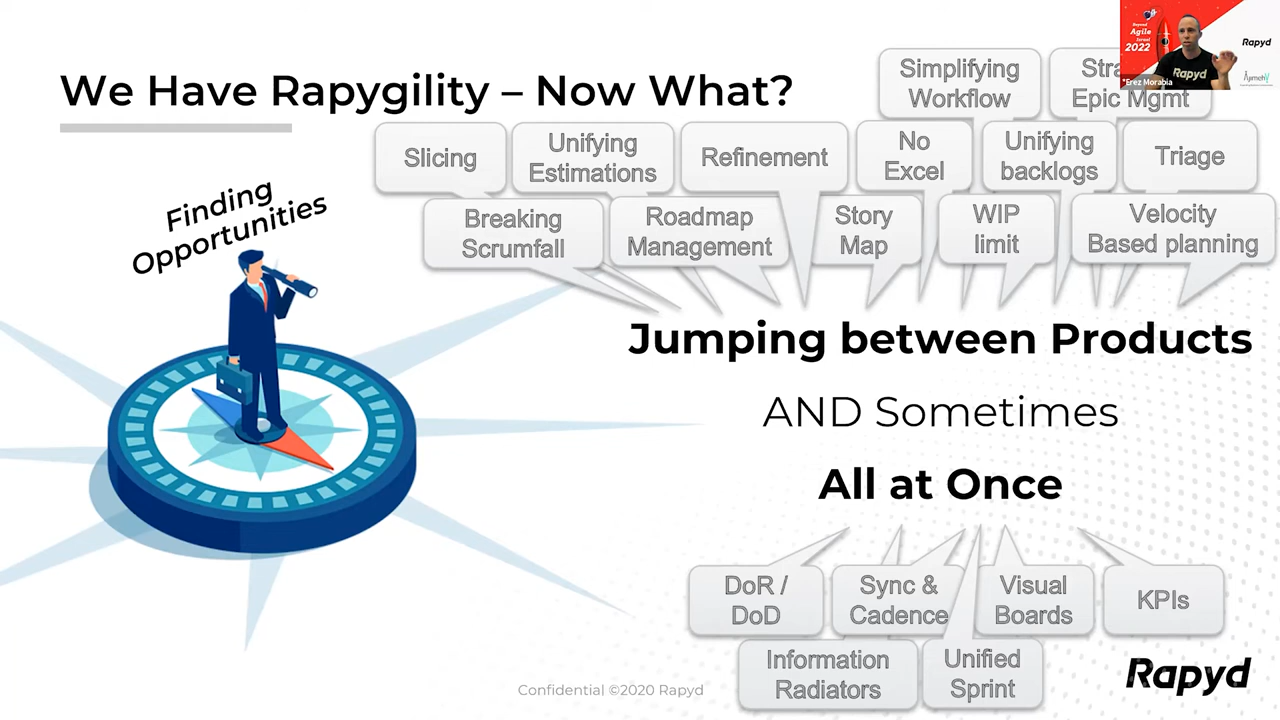 We Have Rapygility – Now What?
Finding
Opportunities
Simplifying
Workflow
Epic Mgmt
Slicing
Unifying
Estimations
Refinement
No
Excel
Unifying
backlogs
Triage
Breaking
Scrumfall
Roadmap
Management
Story
Map
WIP
limit
Velocity
Based planning
Jumping between Products
AND Sometimes
All at Once
DoR /
DoD
Sync &
Cadence
Visual
Boards
KPIs
Information
Radiators
Unified
Sprint
Confidential ©2020 Rapyd
Rapyd
Agile
Israel
2022
Rapyd
Rapyd
*Erez Morabia